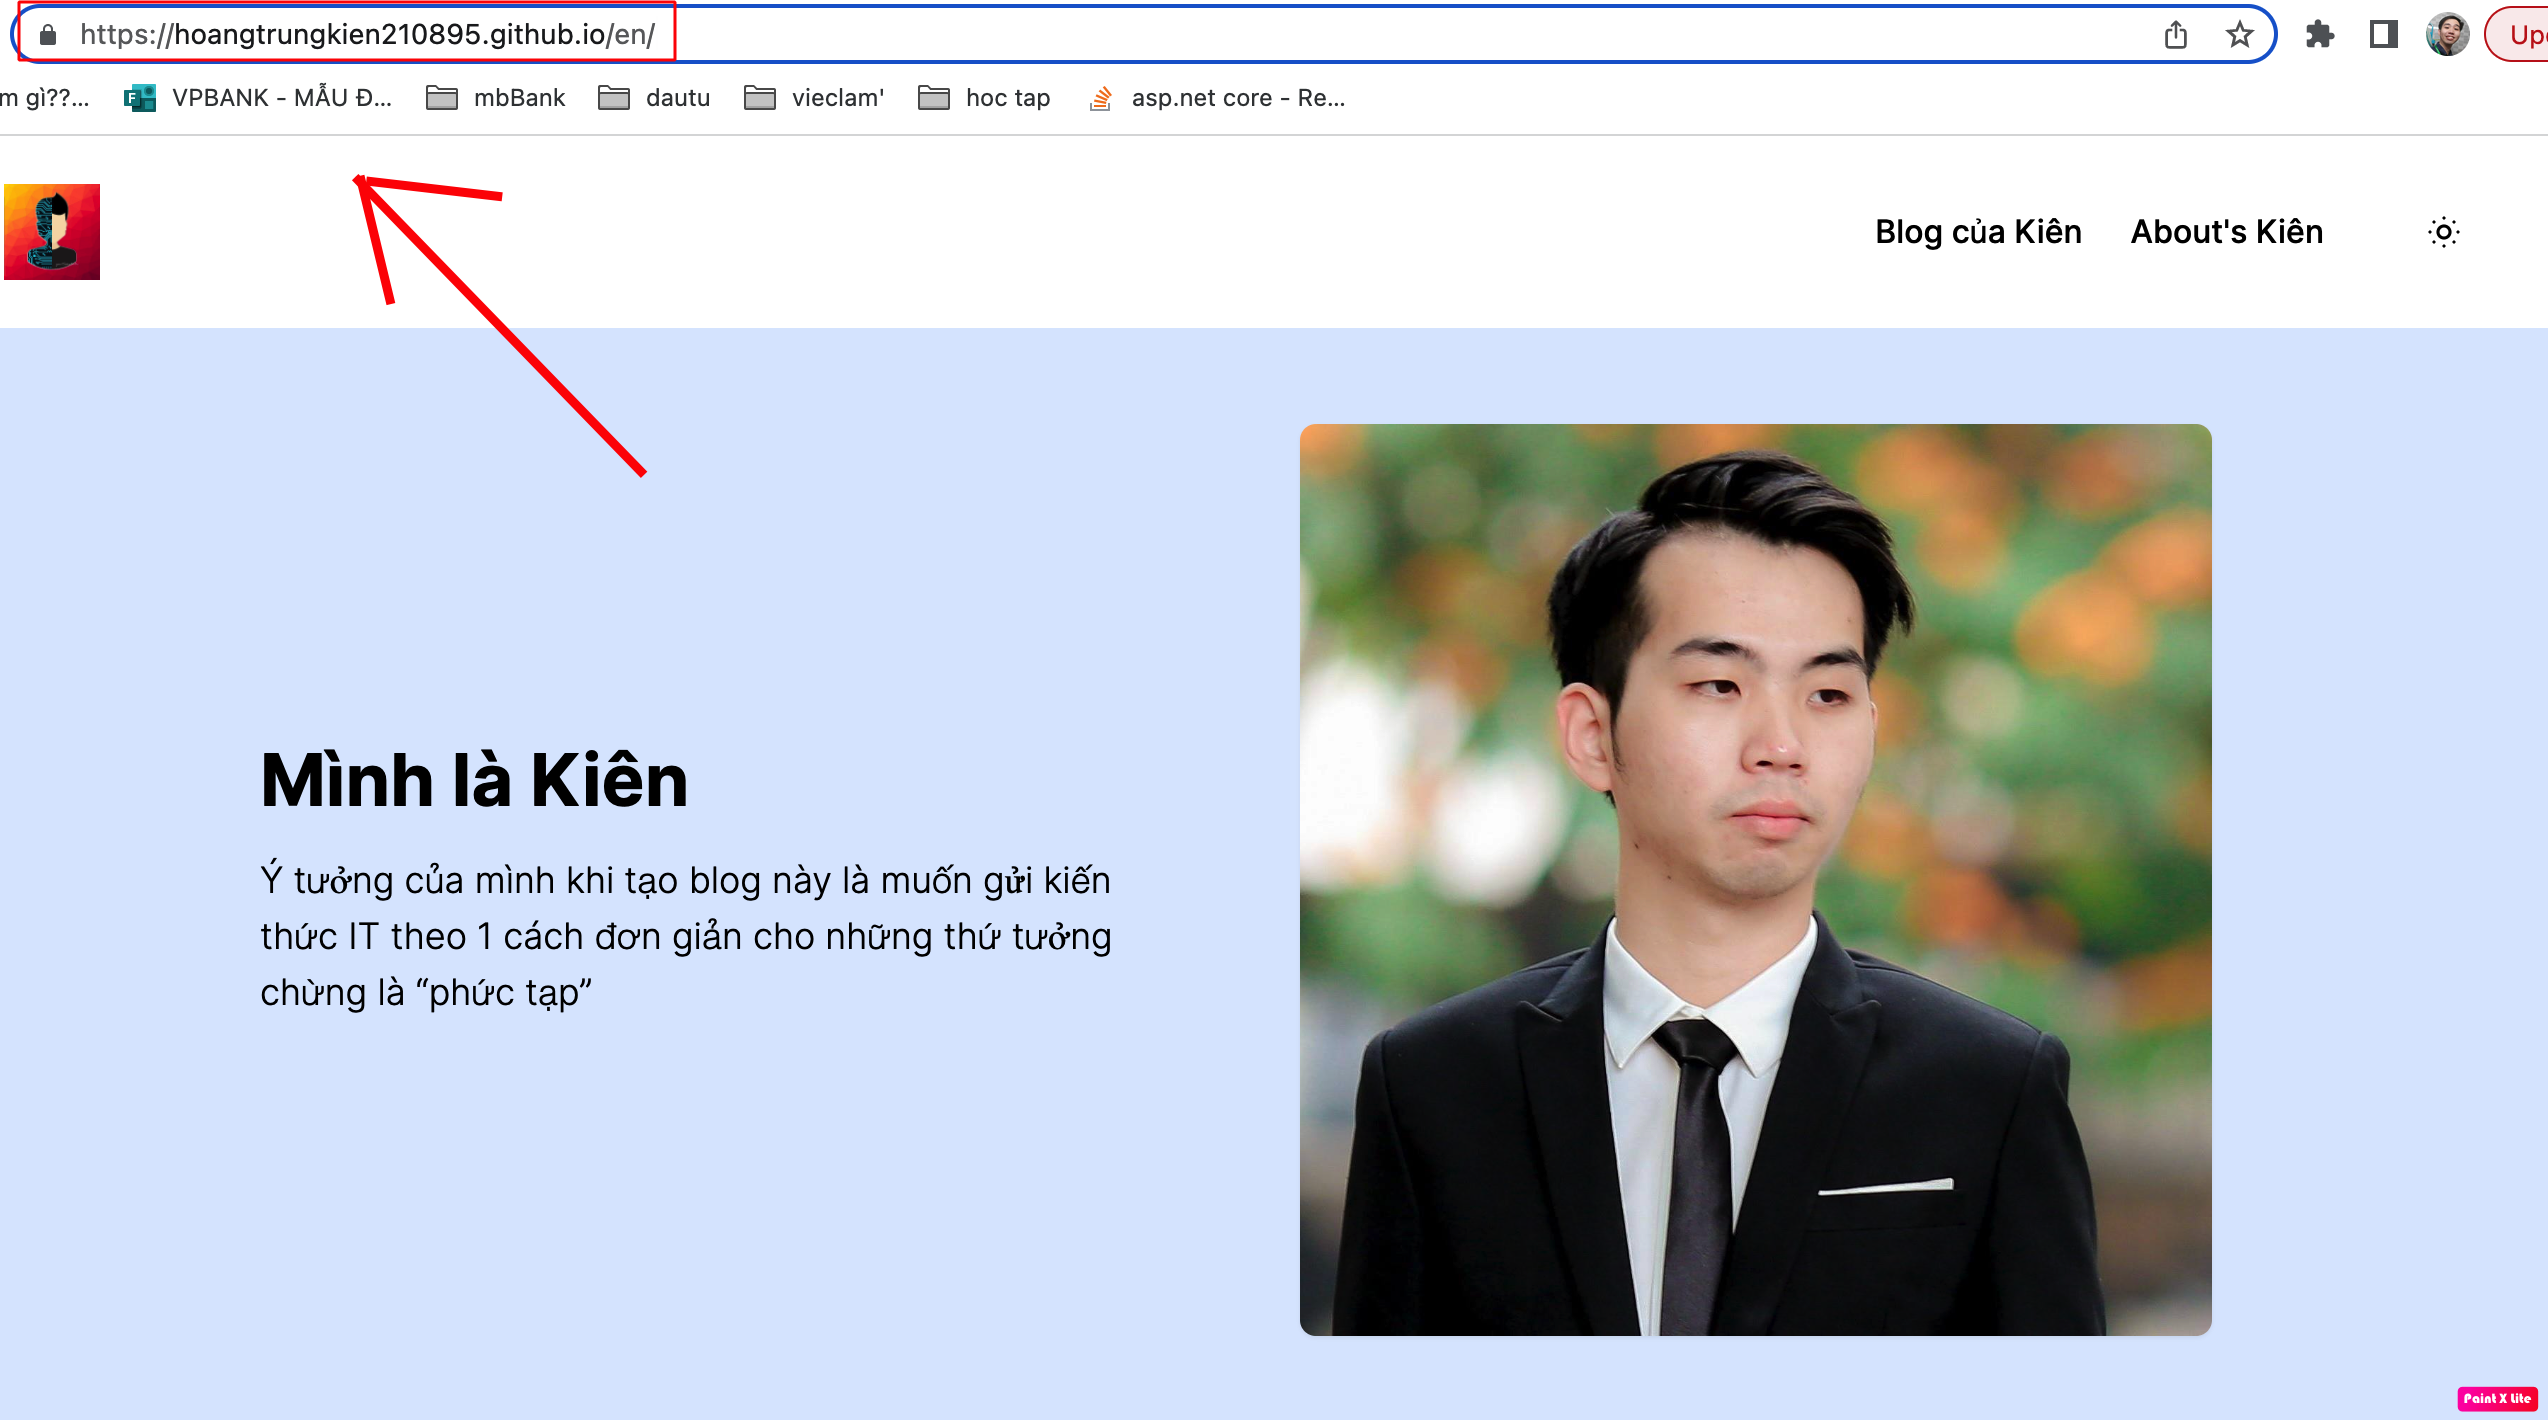 https://hoangtrungkien210895.github.io/en/
m gì??... VPBANK - MẪU Đ... mbBank dautu vieclam' hoc tap asp.net core - Re...
Blog của Kiên About's Kiên
Mình là Kiên
Ý tưởng của mình khi tạo blog này là muốn gửi kiến
thức IT theo 1 cách đơn giản cho những thứ tưởng
chừng là “phức tạp”
Paint X Lite